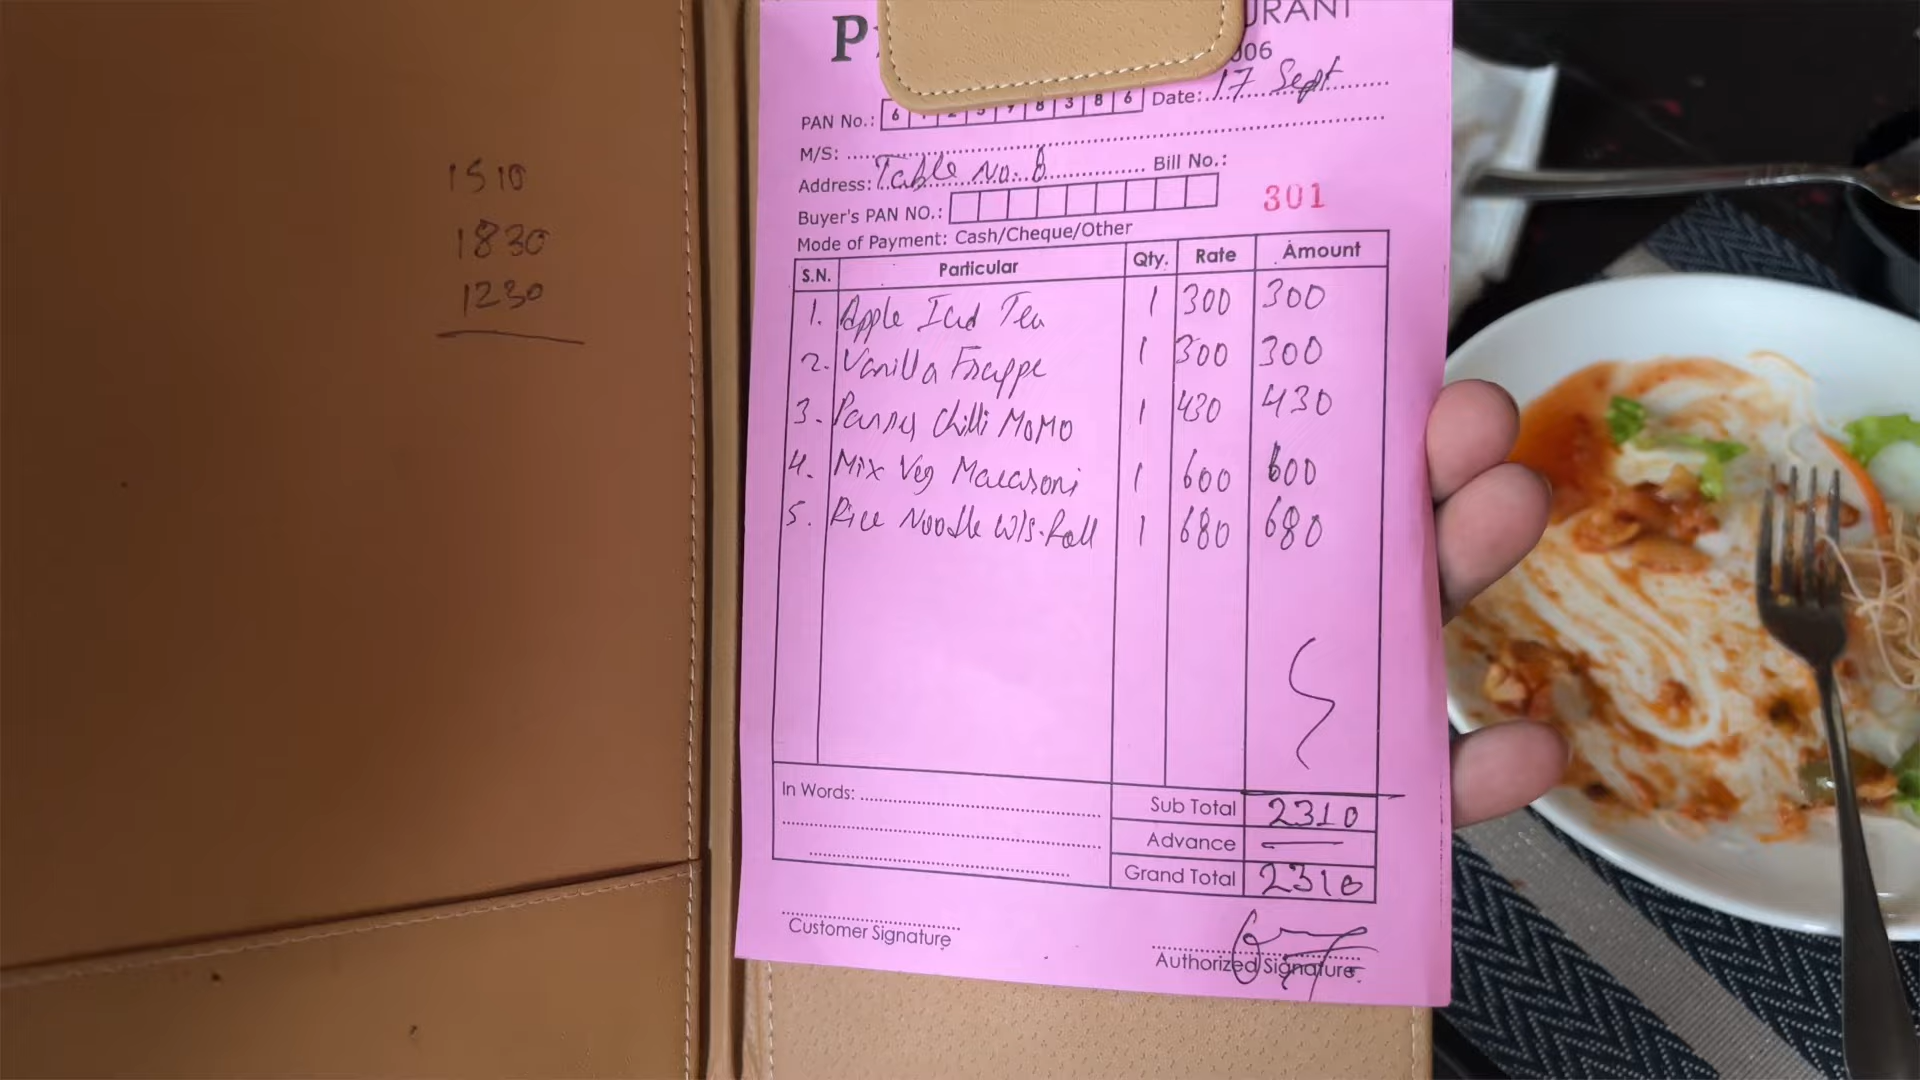 1510
1830
1230
URANT
006
PAN No.: 8 3 8 6 Date: 17 Sept
M/S:
Address: Table No. 8 Bill No.:
Buyer's PAN NO.: 301
Mode of Payment: Cash/Cheque/Other
S.N. Particular Qty. Rate Amount
1. Apple Iced Tea 1 300 300
2. Vanilla Frappe 1 300 300
3. Chilli MoMO 1 430 430
4. Mix Veg Macaroni 1 600 600
5. Rice Noodle W/S. Roll 1 680 680
In Words: Sub Total 2310
Advance
Grand Total 2310
Customer Signature Authorized Signature